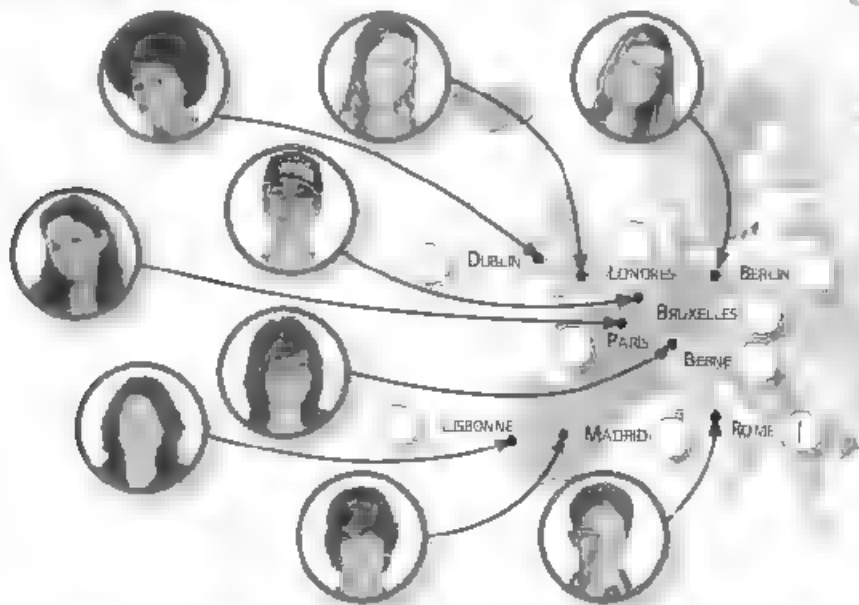 DUBLIN
LONDRES
BERLIN
BRUXELLES
PARIS
BERNE
LISBONNE
MADRID
ROME